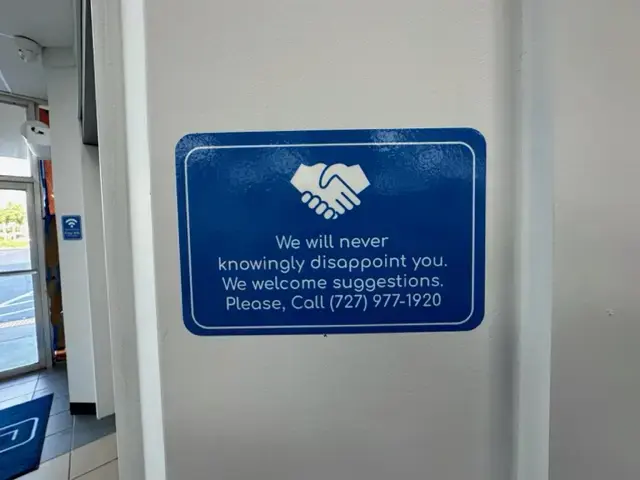 We will never
knowingly disappoint you.
We welcome suggestions.
Please, Call (727) 977-1920